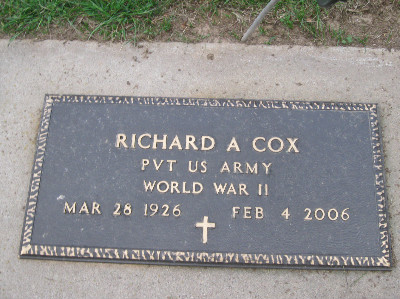 RICHARD A COX
PVT US ARMY
WORLD WAR II
MAR 28 1926 FEB 4 2006